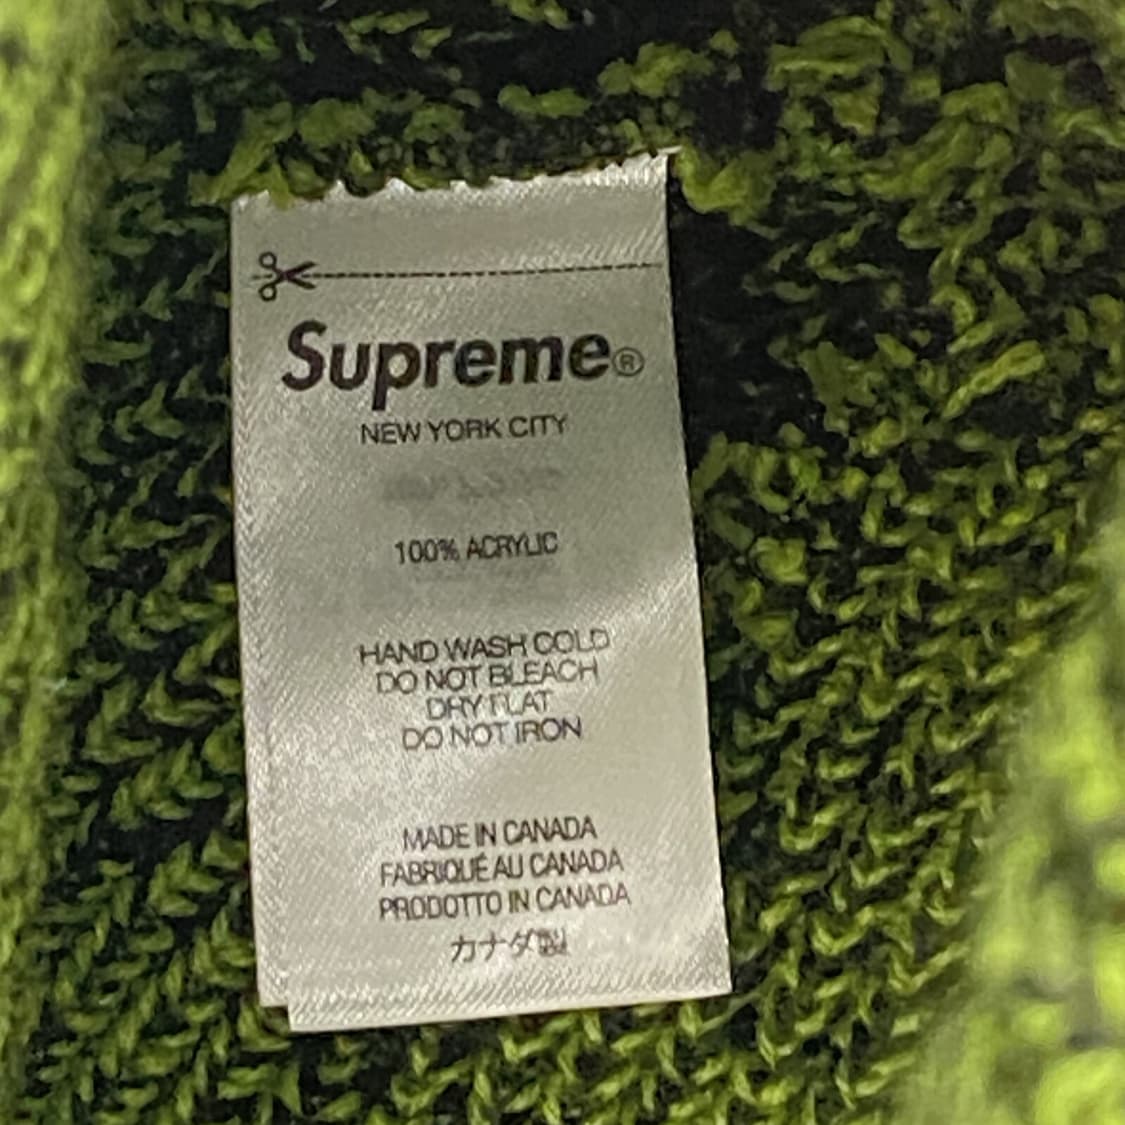 Supreme®
NEW YORK CITY
100% ACRYLIC
HAND WASH COLD
DO NOT BLEACH
DRY FLAT
DO NOT IRON
MADE IN CANADA
FABRIQUÉ AU CANADA
PRODOTTO IN CANADA
カナダ製